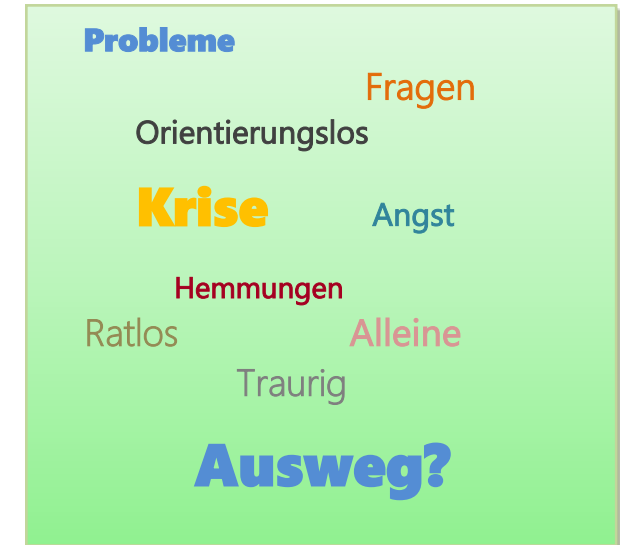 Probleme
Fragen
Orientierungslos
Krise
Angst
Hemmungen
Ratlos
Alleine
Traurig
Ausweg?